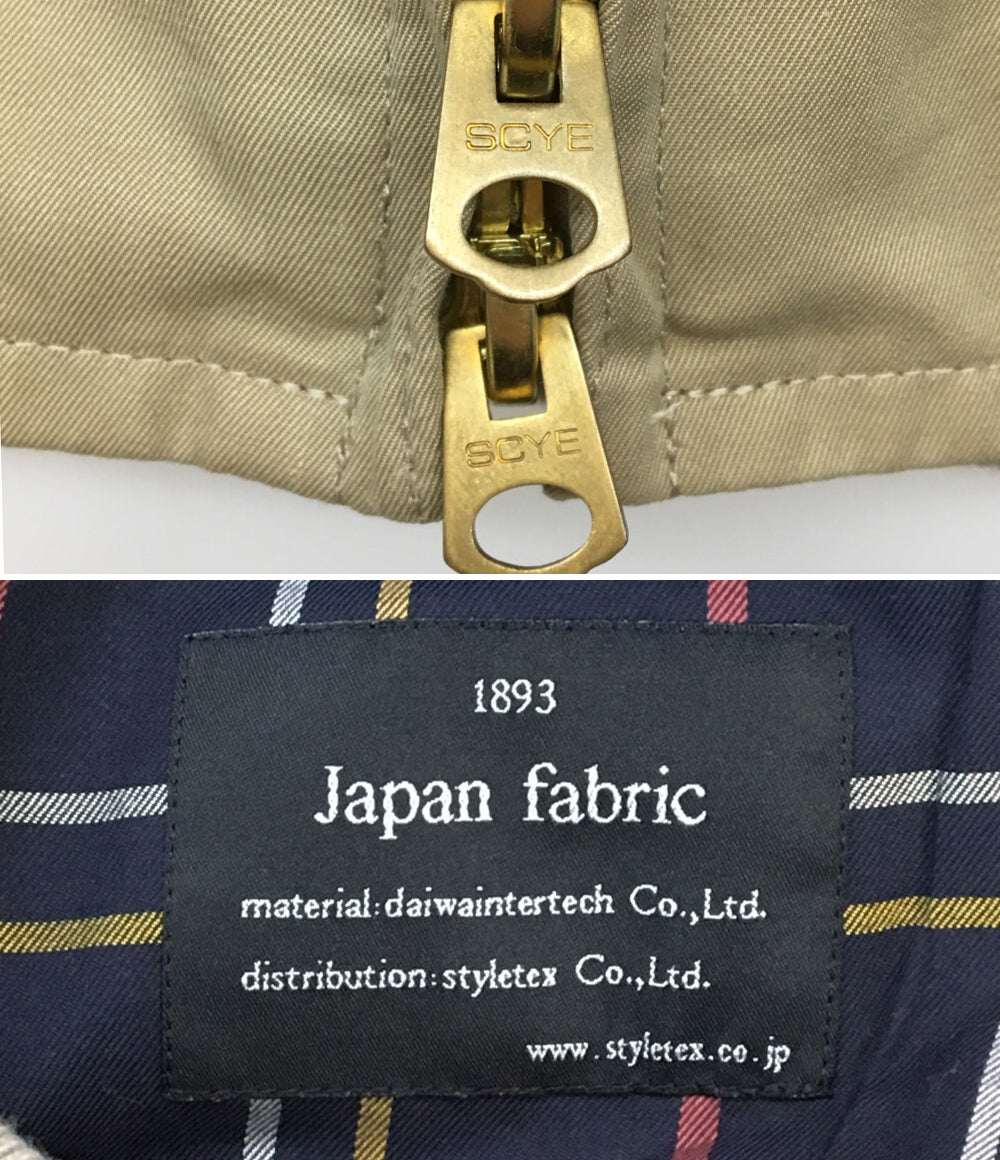 SCYE
SCYE
1893
Japan fabric
material:daiwaintertech Co.,Ltd.
distribution:styletex Co.,Ltd.
www.styletex.co.jp